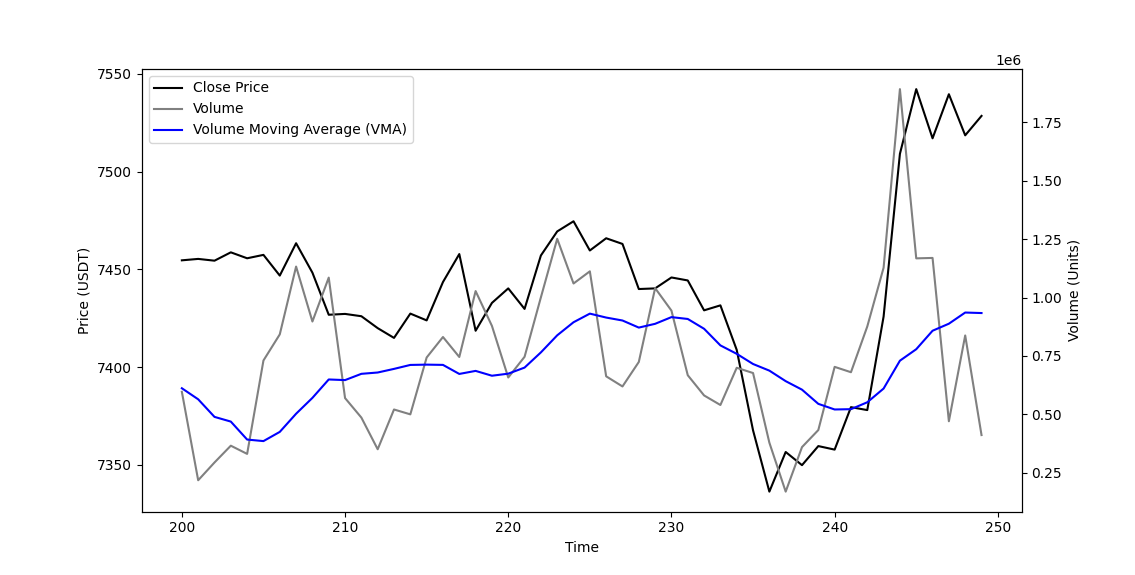 1e6
Close Price
Volume
Volume Moving Average (VMA)
7550
7500
7450
7400
7350
Price (USDT)
1.75
1.50
1.25
1.00
0.75
0.50
0.25
Volume (Units)
200 210 220 230 240 250
Time